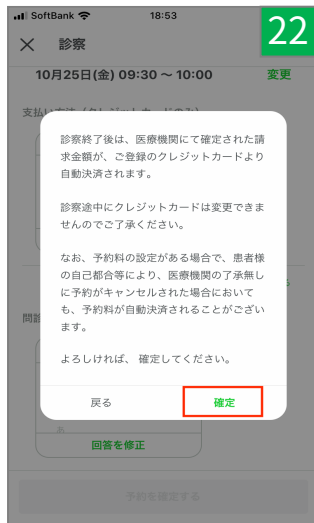 SoftBank 18:53
22
診察
10月25日(金) 09:30 ～ 10:00 変更
支払い方法 (クレジットカードのみ)
診察終了後は、医療機関にて確定された請
求金額が、ご登録のクレジットカードより
自動決済されます。
診察途中にクレジットカードは変更できま
せんのでご了承ください。
なお、予約料の設定がある場合で、患者様
の自己都合等により、医療機関の了承無し
に予約がキャンセルされた場合において
も、予約料が自動決済されることがござい
ます。
よろしければ、 確定してください。
問診
戻る 確定
あ
回答を修正
予約を確定する